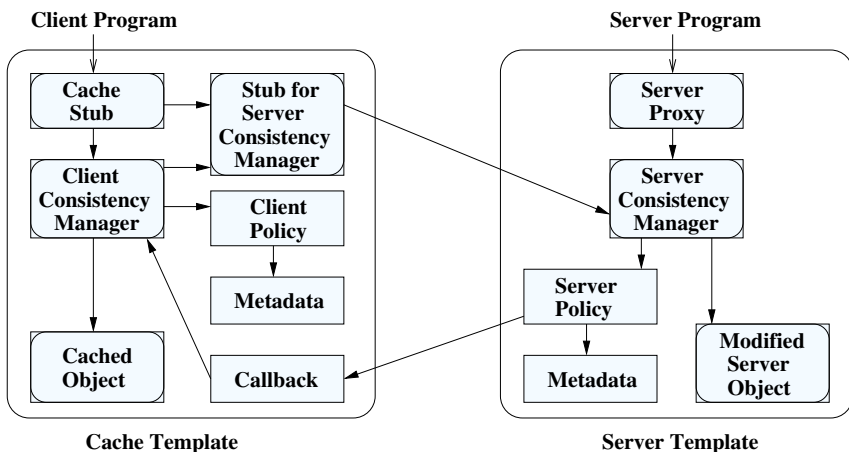 Client Program
Server Program
Cache
Stub
Stub for
Server
Consistency
Manager
Server
Proxy
Client
Consistency
Manager
Client
Policy
Server
Consistency
Manager
Metadata
Server
Policy
Cached
Object
Callback
Metadata
Modified
Server
Object
Cache Template
Server Template